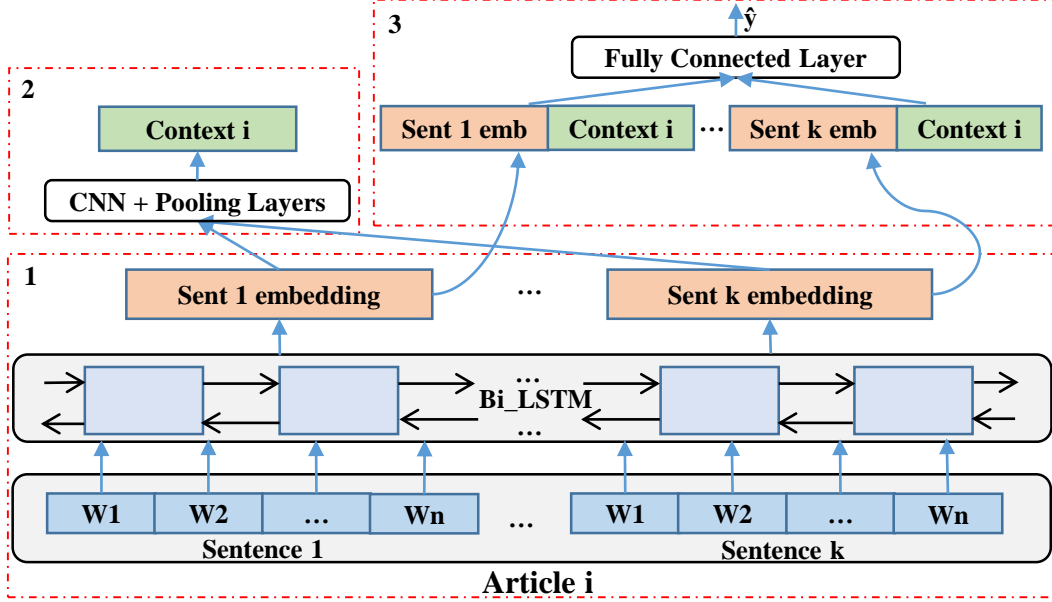 3
ŷ
Fully Connected Layer
2
Sent 1 emb Context i ... Sent k emb Context i
Context i
CNN + Pooling Layers
1
Sent 1 embedding ... Sent k embedding
...
Bi_LSTM
...
W1 W2 ... Wn ... W1 W2 ... Wn
Sentence 1 Sentence k
Article i